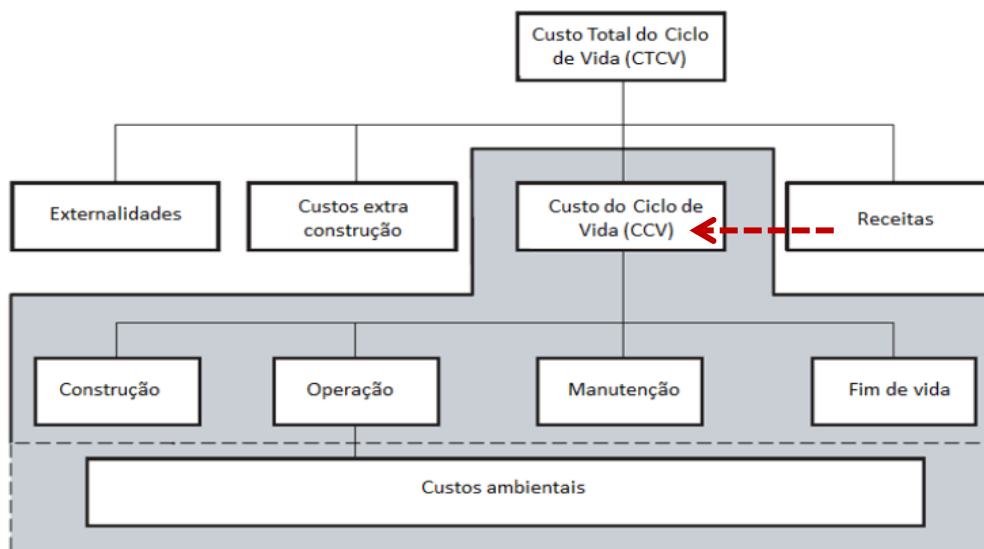 Custo Total do Ciclo
de Vida (CTCV)
Externalidades
Custos extra
construção
Custo do Ciclo de
Vida (CCV)
Receitas
Construção
Operação
Manutenção
Fim de vida
Custos ambientais